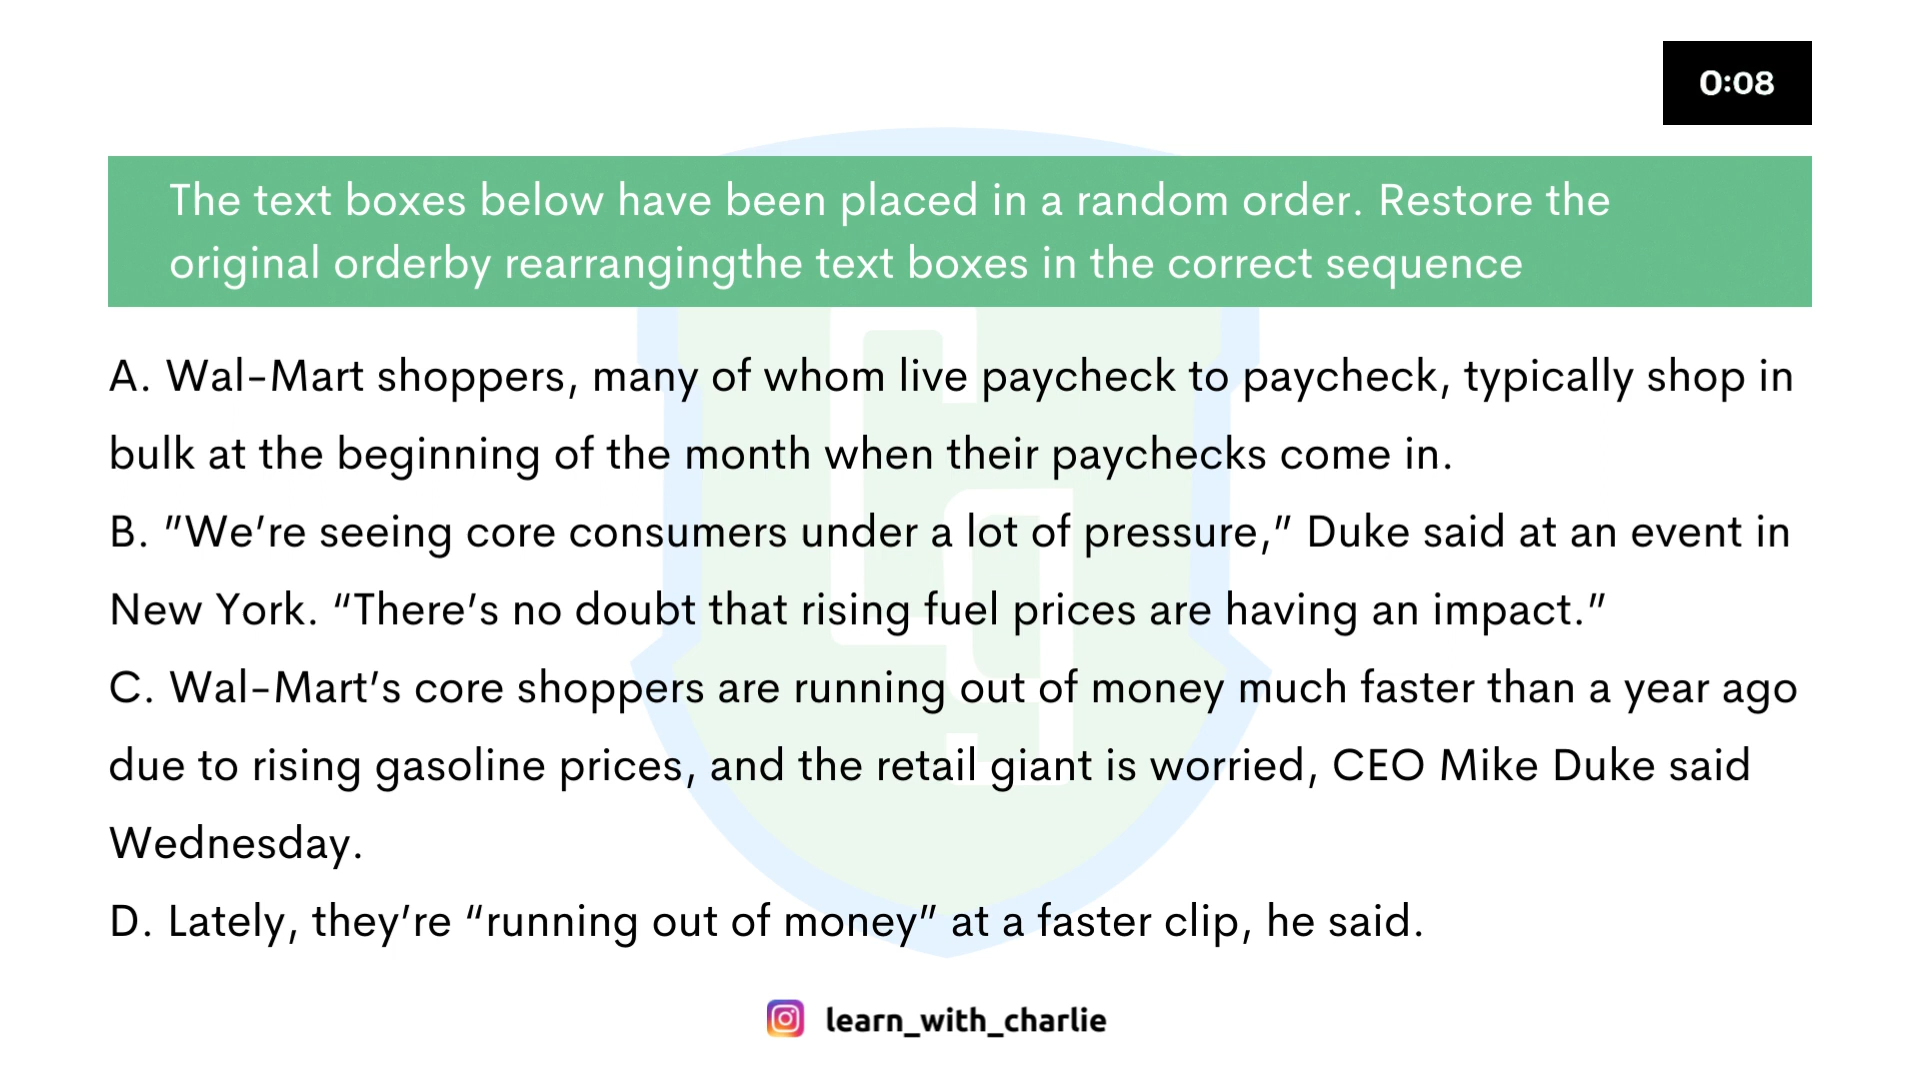 0:08
The text boxes below have been placed in a random order. Restore the
original orderby rearrangingthe text boxes in the correct sequence
A. Wal-Mart shoppers, many of whom live paycheck to paycheck, typically shop in
bulk at the beginning of the month when their paychecks come in.
B. "We're seeing core consumers under a lot of pressure," Duke said at an event in
New York. "There's no doubt that rising fuel prices are having an impact."
C. Wal-Mart's core shoppers are running out of money much faster than a year ago
due to rising gasoline prices, and the retail giant is worried, CEO Mike Duke said
Wednesday.
D. Lately, they're "running out of money" at a faster clip, he said.
learn_with_charlie